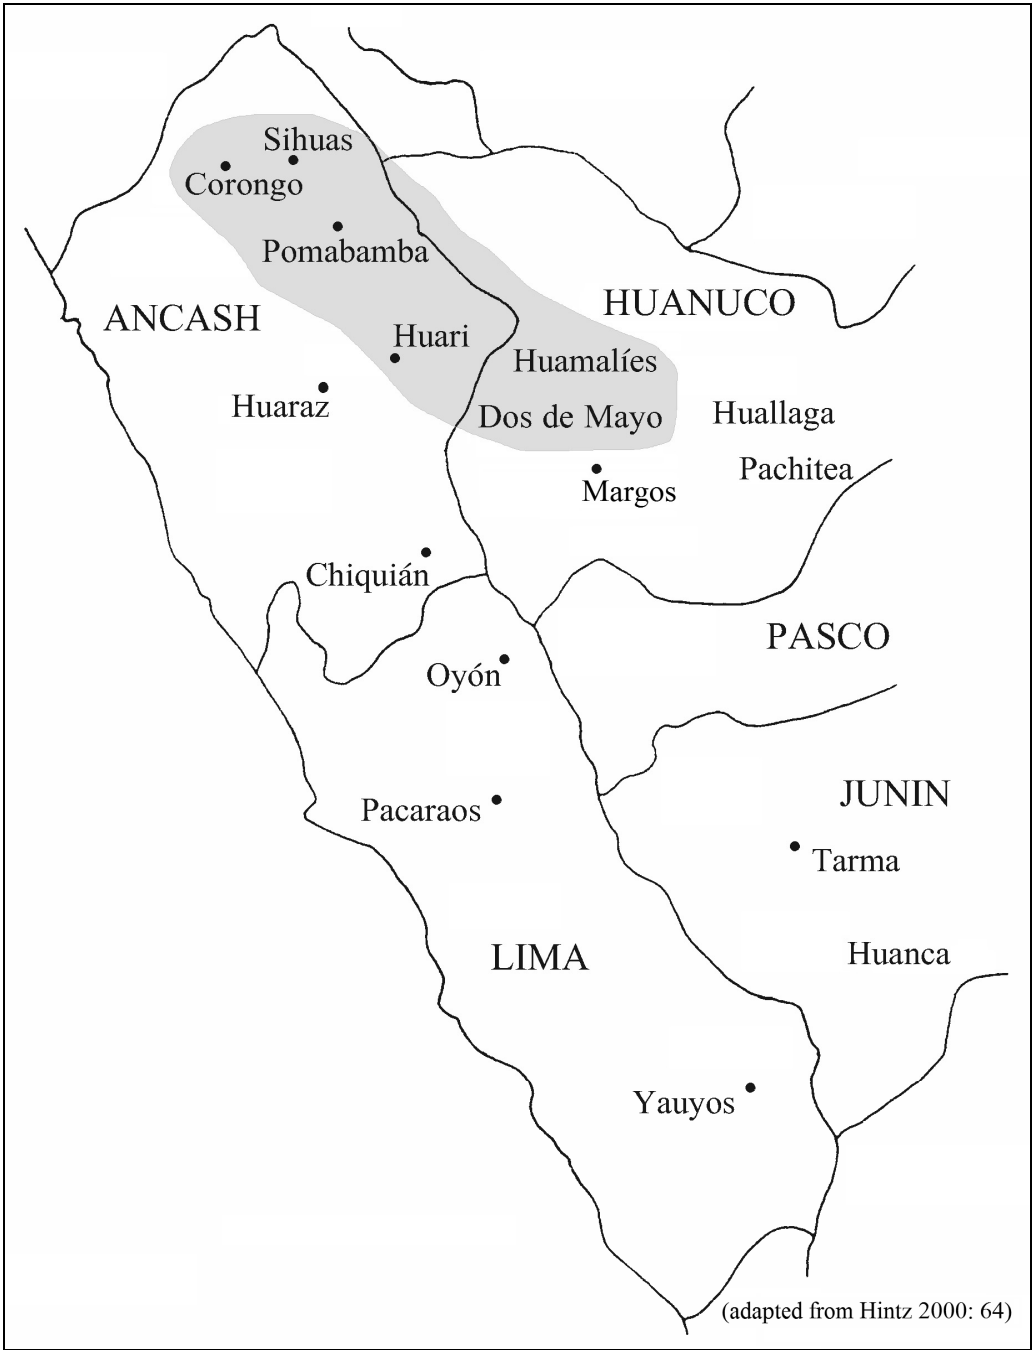 Sihuas
Corongo
Pomabamba
HUANUCO
ANCASH
Huari
Huamalíes
Huaraz
Dos de Mayo
Huallaga
Pachitea
Margos
Chiquián
PASCO
Oyón
JUNIN
Pacaraos
Tarma
Huanca
LIMA
Yauyos
(adapted from Hintz 2000: 64)